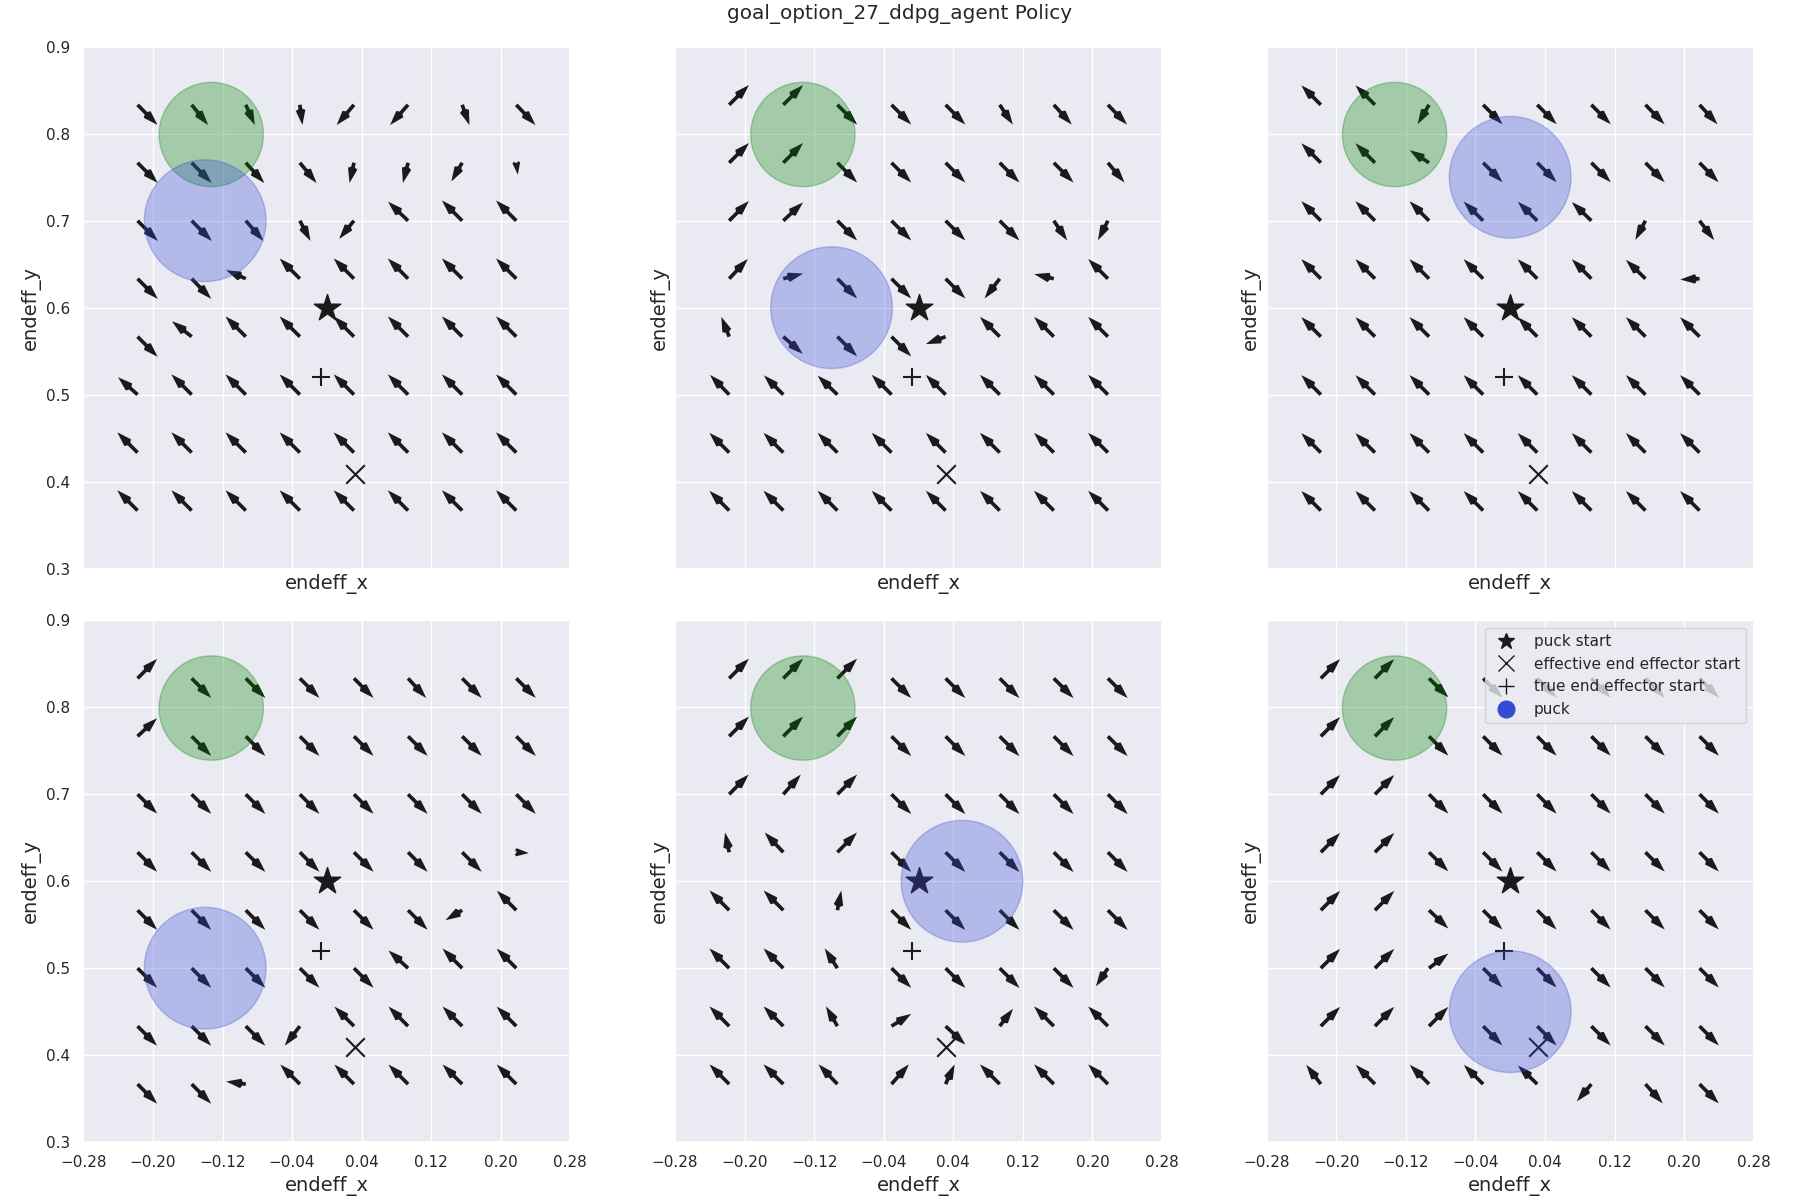 goal_option_27_ddpg_agent Policy
0.9
0.8
0.7
0.6
0.5
0.4
0.3
endeff_y
endeff_x
endeff_y
endeff_x
endeff_y
endeff_x
0.9
0.8
0.7
0.6
0.5
0.4
0.3
endeff_y
−0.28 −0.20 −0.12 −0.04 0.04 0.12 0.20 0.28
endeff_x
endeff_y
−0.28 −0.20 −0.12 −0.04 0.04 0.12 0.20 0.28
endeff_x
endeff_y
puck start
effective end effector start
true end effector start
puck
−0.28 −0.20 −0.12 −0.04 0.04 0.12 0.20 0.28
endeff_x